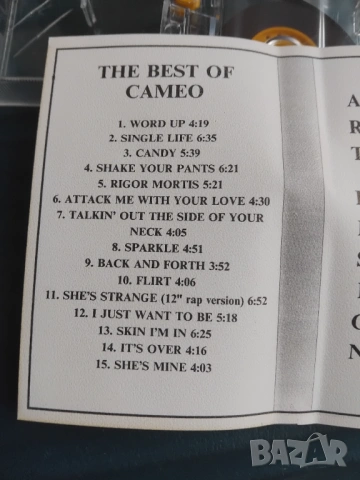 THE BEST OF
CAMEO
1. WORD UP 4:19
2. SINGLE LIFE 6:35
3. CANDY 5:39
4. SHAKE YOUR PANTS 6:21
5. RIGOR MORTIS 5:21
6. ATTACK ME WITH YOUR LOVE 4:30
7. TALKIN' OUT THE SIDE OF YOUR
NECK 4:05
8. SPARKLE 4:51
9. BACK AND FORTH 3:52
10. FLIRT 4:06
11. SHE'S STRANGE (12" rap version) 6:52
12. I JUST WANT TO BE 5:18
13. SKIN I'M IN 6:25
14. IT'S OVER 4:16
15. SHE'S MINE 4:03
BAZAR